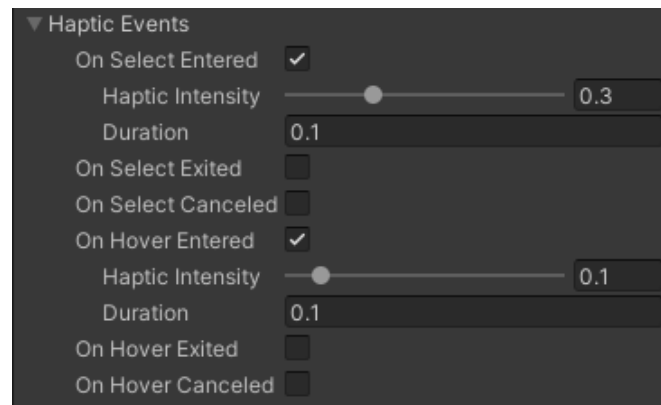 Haptic Events
On Select Entered
Haptic Intensity 0.3
Duration 0.1
On Select Exited
On Select Canceled
On Hover Entered
Haptic Intensity 0.1
Duration 0.1
On Hover Exited
On Hover Canceled